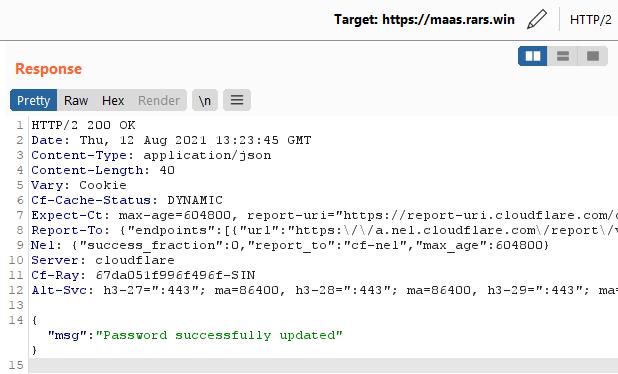 Target: https://maas.rars.win HTTP/2
Response
Pretty Raw Hex Render \n
1 HTTP/2 200 OK
2 Date: Thu, 12 Aug 2021 13:23:45 GMT
3 Content-Type: application/json
4 Content-Length: 40
5 Vary: Cookie
6 Cf-Cache-Status: DYNAMIC
7 Expect-Ct: max-age=604800, report-uri="https://report-uri.cloudflare.com/
8 Report-To: {"endpoints":[{"url":"https:\/\/a.nel.cloudflare.com\/report\/
9 Nel: {"success_fraction":0,"report_to":"cf-nel","max_age":604800}
10 Server: cloudflare
11 Cf-Ray: 67da051f996f496f-SIN
12 Alt-Svc: h3-27=":443"; ma=86400, h3-28=":443"; ma=86400, h3-29=":443"; ma=
13
14 {
"msg":"Password successfully updated"
}
15